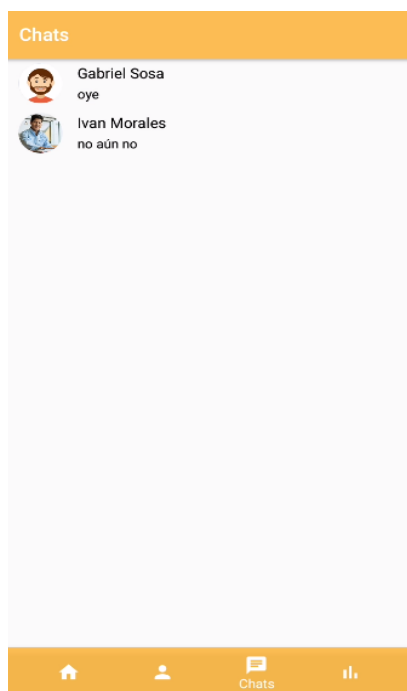 Chats
Gabriel Sosa
oye
Ivan Morales
no aún no
Chats